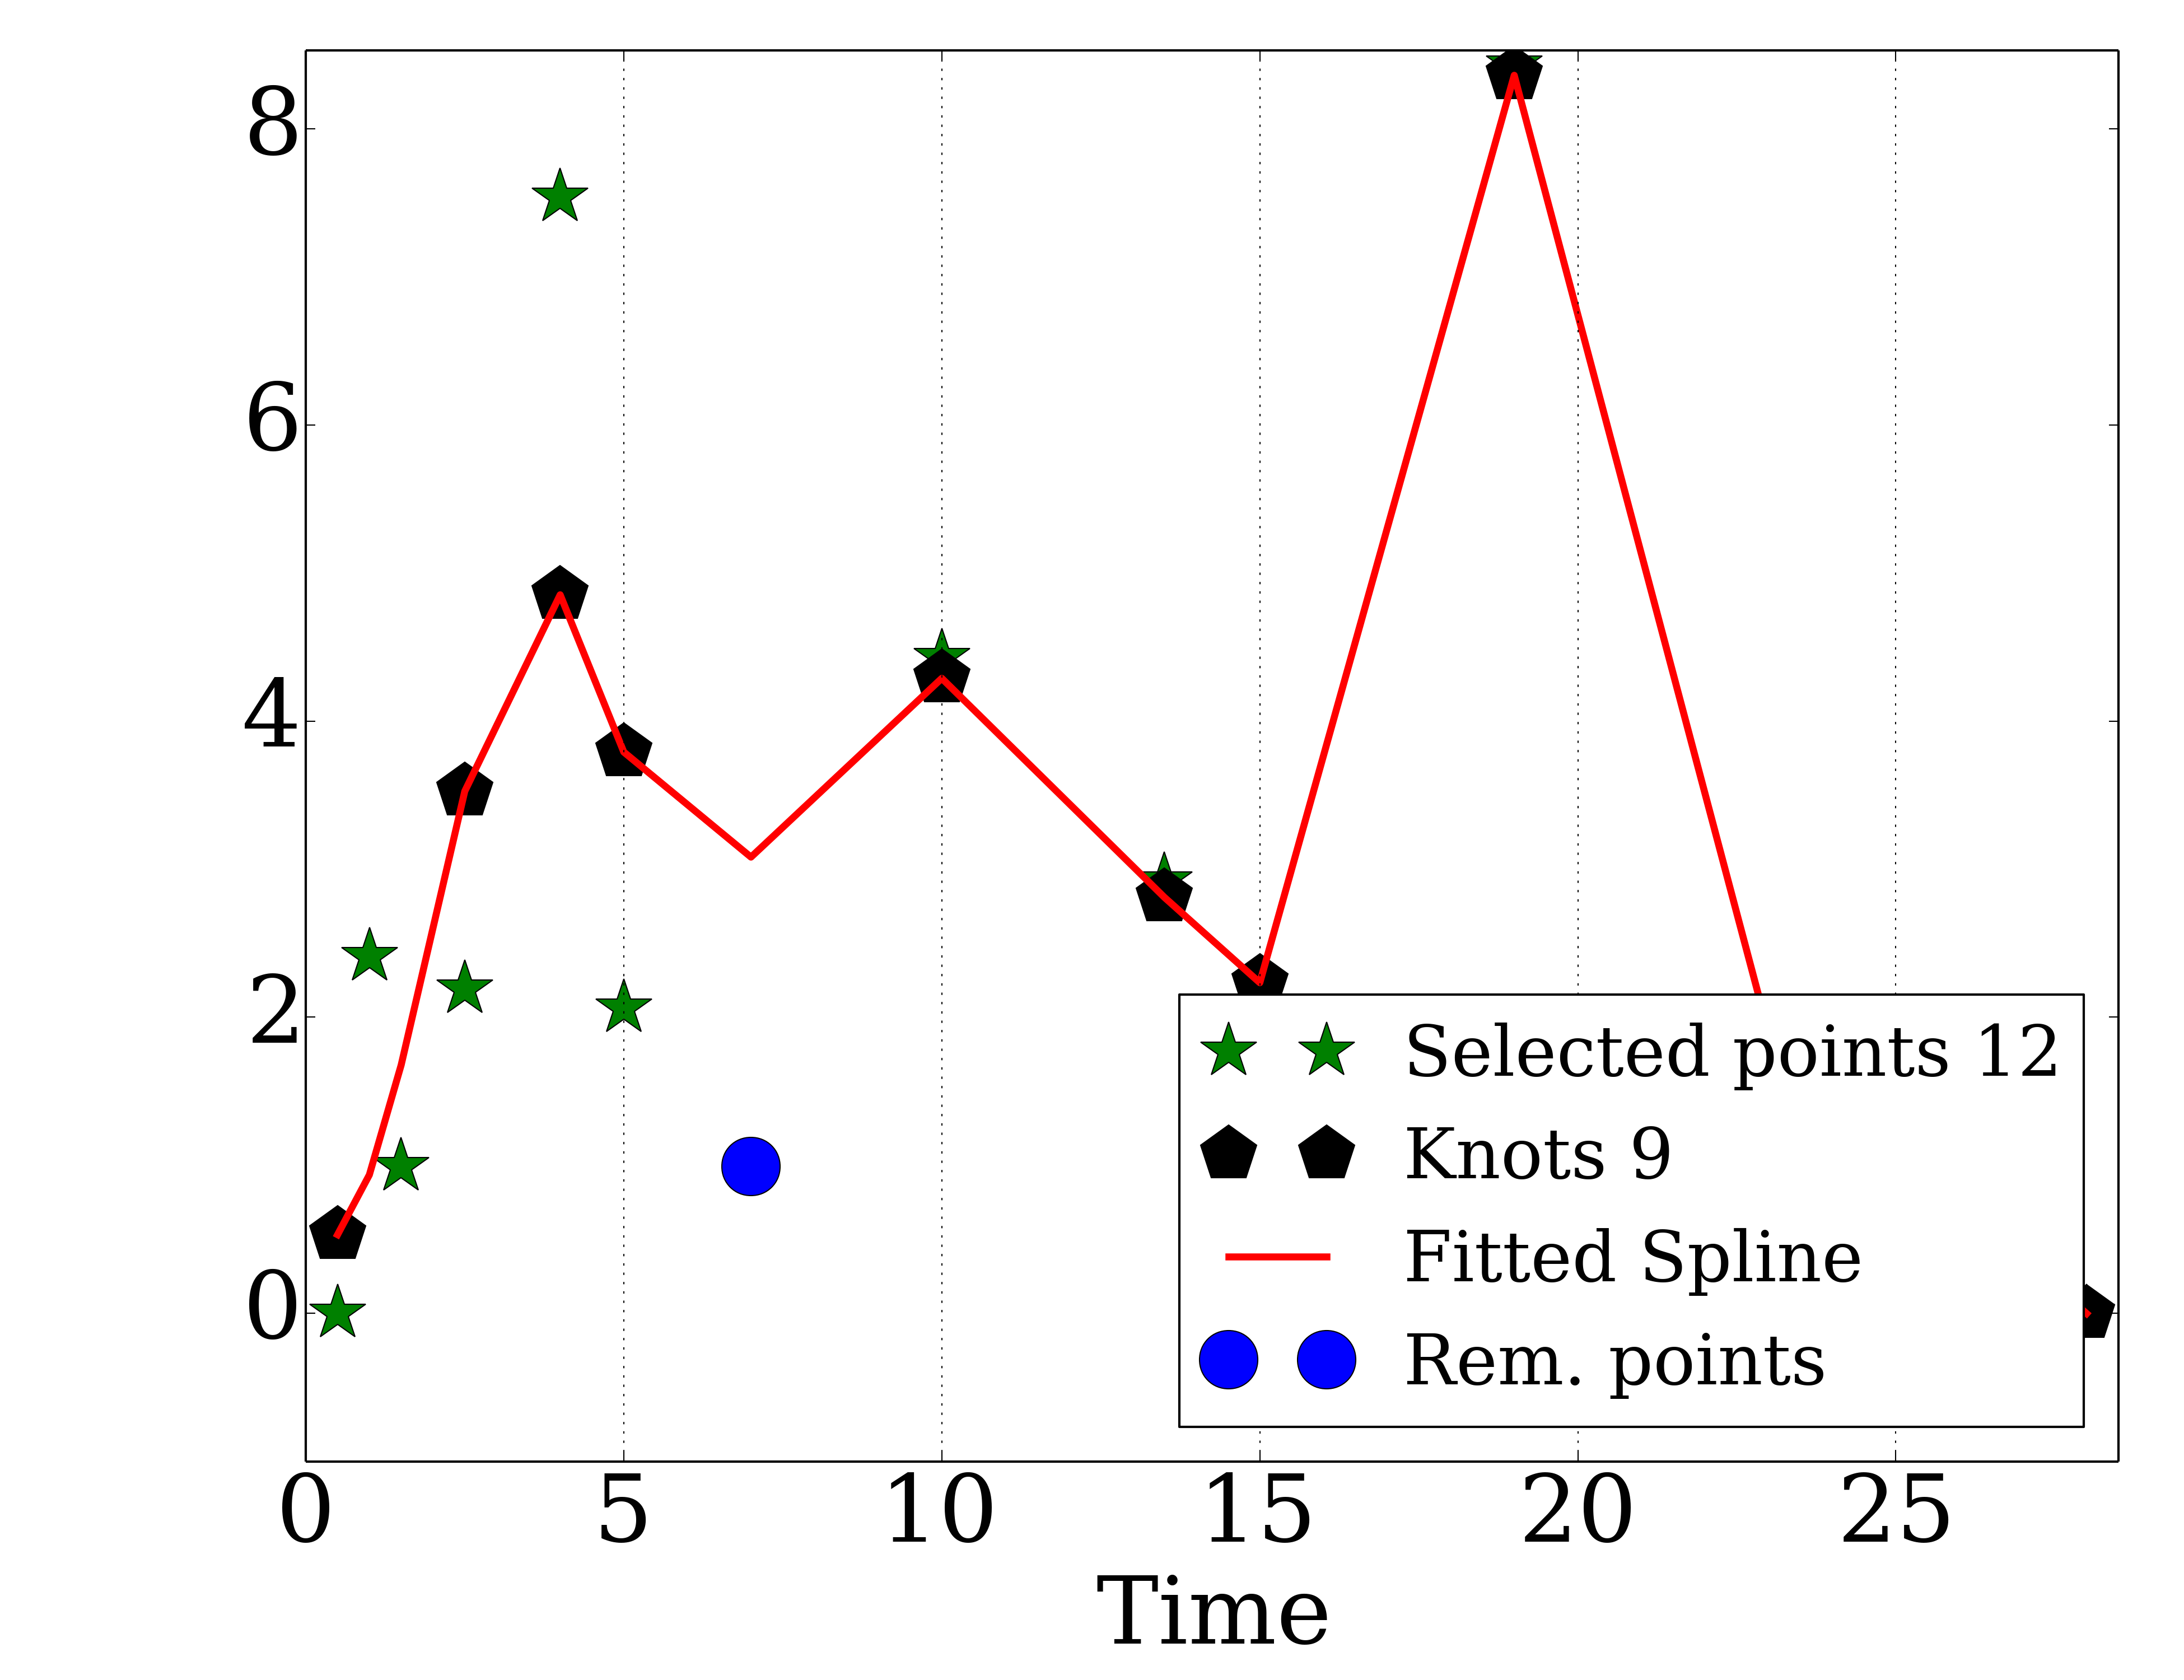 8
6
4
2
0
Selected points 12
Knots 9
Fitted Spline
Rem. points
0 5 10 15 20 25
Time